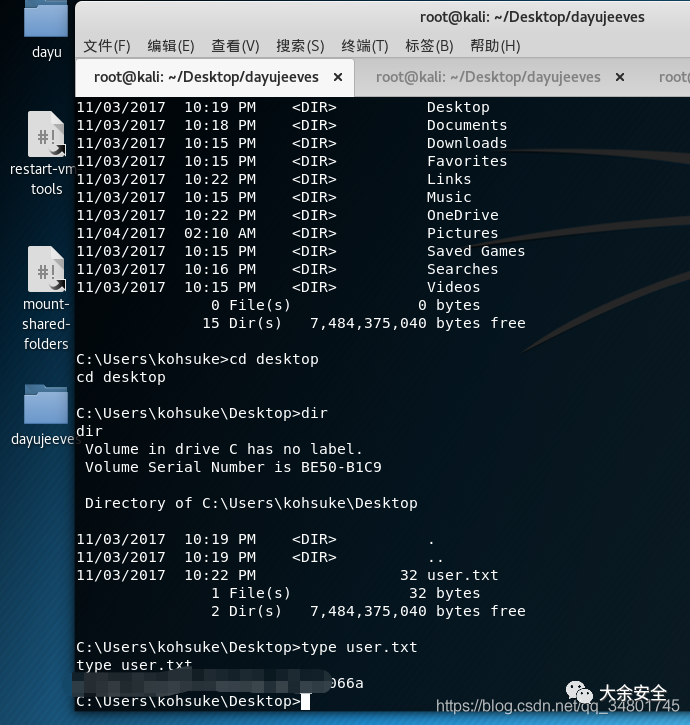 dayu
restart-vm
tools
mount-
shared-
folders
dayujeeves
root@kali: ~/Desktop/dayujeeves
文件(F) 编辑(E) 查看(V) 搜索(S) 终端(T) 标签(B) 帮助(H)
root@kali: ~/Desktop/dayujeeves × root@kali: ~/Desktop/dayujeeves × root
11/03/2017 10:19 PM <DIR> Desktop
11/03/2017 10:18 PM <DIR> Documents
11/03/2017 10:15 PM <DIR> Downloads
11/03/2017 10:15 PM <DIR> Favorites
11/03/2017 10:22 PM <DIR> Links
11/03/2017 10:15 PM <DIR> Music
11/03/2017 10:22 PM <DIR> OneDrive
11/04/2017 02:10 AM <DIR> Pictures
11/03/2017 10:15 PM <DIR> Saved Games
11/03/2017 10:16 PM <DIR> Searches
11/03/2017 10:15 PM <DIR> Videos
0 File(s) 0 bytes
15 Dir(s) 7,484,375,040 bytes free
C:\Users\kohsuke>cd desktop
cd desktop
C:\Users\kohsuke\Desktop>dir
dir
Volume in drive C has no label.
Volume Serial Number is BE50-B1C9
Directory of C:\Users\kohsuke\Desktop
11/03/2017 10:19 PM <DIR> .
11/03/2017 10:19 PM <DIR> ..
11/03/2017 10:22 PM 32 user.txt
1 File(s) 32 bytes
2 Dir(s) 7,484,375,040 bytes free
C:\Users\kohsuke\Desktop>type user.txt
type user.txt
066a
C:\Users\kohsuke\Desktop>
大余安全
https://blog.csdn.net/qq_34801745